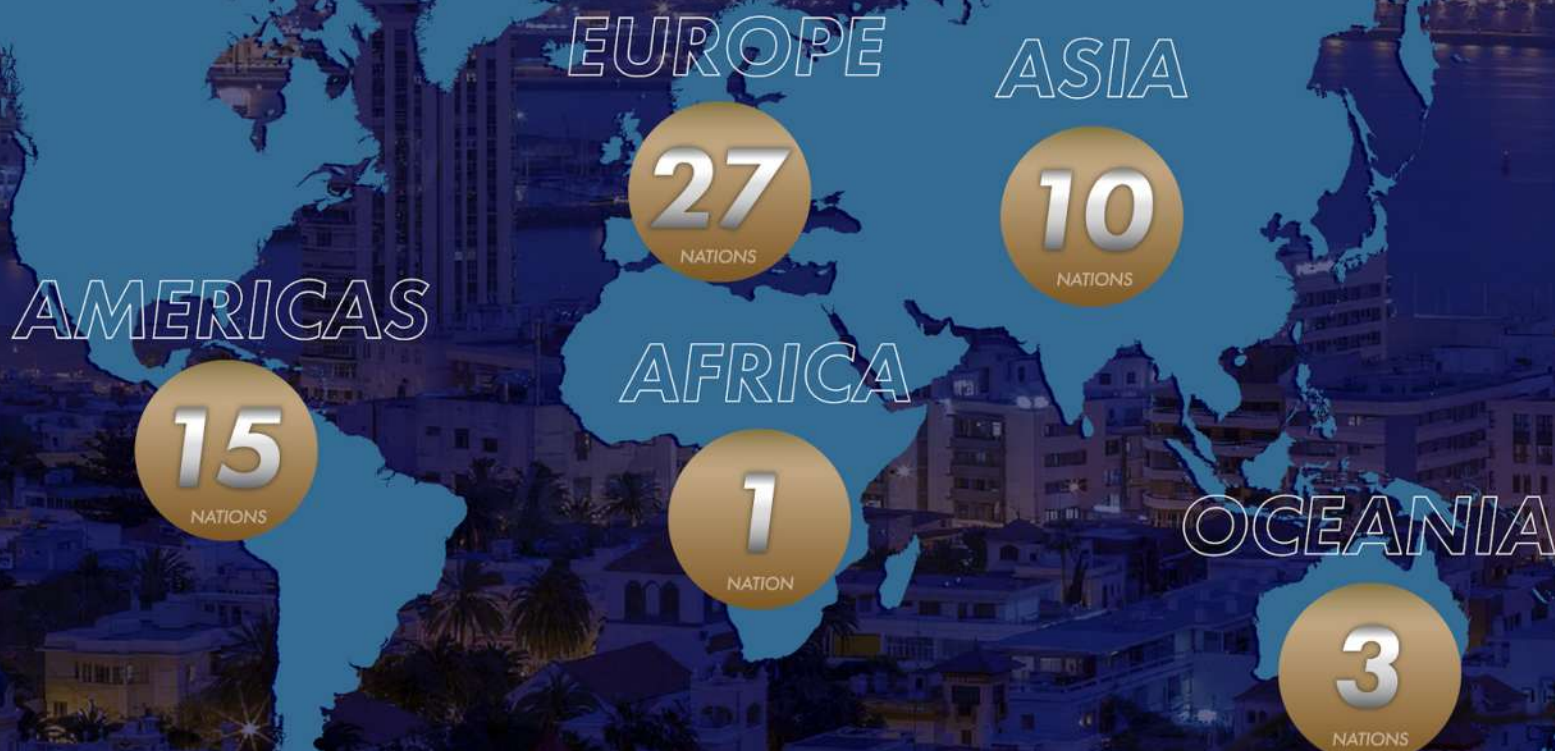 EUROPE
27
NATIONS
ASIA
10
NATIONS
AMERICAS
15
NATIONS
AFRICA
1
NATION
OCEANIA
3
NATIONS